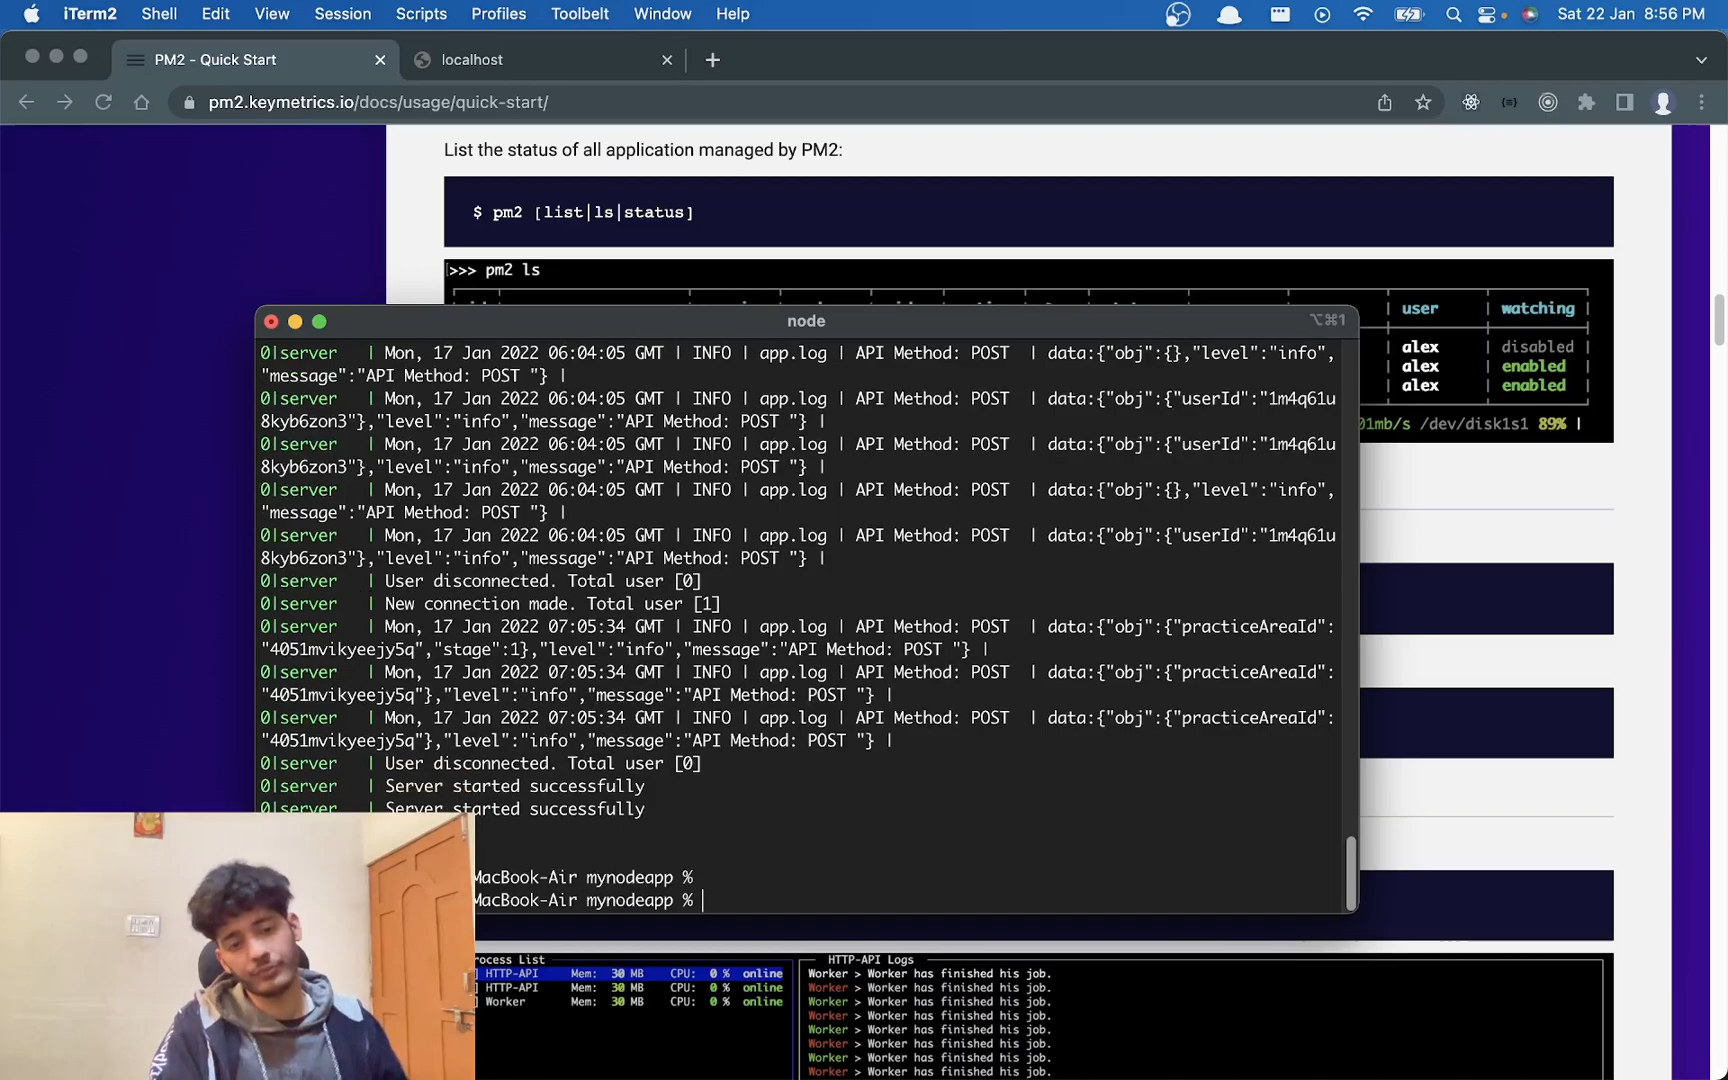 iTerm2 Shell Edit View Session Scripts Profiles Toolbelt Window Help Sat 22 Jan 8:56 PM
PM2 - Quick Start localhost
pm2.keymetrics.io/docs/usage/quick-start/
List the status of all application managed by PM2:
$ pm2 [list|ls|status]
>>> pm2 ls
user watching
alex disabled
alex enabled
alex enabled
01mb/s /dev/disk1s1 89%
node ⌥⌘1
0|server | Mon, 17 Jan 2022 06:04:05 GMT | INFO | app.log | API Method: POST | data:{"obj":{},"level":"info",
"message":"API Method: POST "} |
0|server | Mon, 17 Jan 2022 06:04:05 GMT | INFO | app.log | API Method: POST | data:{"obj":{"userId":"1m4q61u
8kyb6zon3"},"level":"info","message":"API Method: POST "} |
0|server | Mon, 17 Jan 2022 06:04:05 GMT | INFO | app.log | API Method: POST | data:{"obj":{"userId":"1m4q61u
8kyb6zon3"},"level":"info","message":"API Method: POST "} |
0|server | Mon, 17 Jan 2022 06:04:05 GMT | INFO | app.log | API Method: POST | data:{"obj":{},"level":"info",
"message":"API Method: POST "} |
0|server | Mon, 17 Jan 2022 06:04:05 GMT | INFO | app.log | API Method: POST | data:{"obj":{"userId":"1m4q61u
8kyb6zon3"},"level":"info","message":"API Method: POST "} |
0|server | User disconnected. Total user [0]
0|server | New connection made. Total user [1]
0|server | Mon, 17 Jan 2022 07:05:34 GMT | INFO | app.log | API Method: POST | data:{"obj":{"practiceAreaId":
"4051mvikyeejy5q","stage":1},"level":"info","message":"API Method: POST "} |
0|server | Mon, 17 Jan 2022 07:05:34 GMT | INFO | app.log | API Method: POST | data:{"obj":{"practiceAreaId":
"4051mvikyeejy5q"},"level":"info","message":"API Method: POST "} |
0|server | Mon, 17 Jan 2022 07:05:34 GMT | INFO | app.log | API Method: POST | data:{"obj":{"practiceAreaId":
"4051mvikyeejy5q"},"level":"info","message":"API Method: POST "} |
0|server | User disconnected. Total user [0]
0|server | Server started successfully
0|server | Server started successfully
MacBook-Air mynodeapp %
MacBook-Air mynodeapp %
rocess List
HTTP-API Mem: 30 MB CPU: 0 % online
HTTP-API Mem: 30 MB CPU: 0 % online
Worker Mem: 30 MB CPU: 0 % online
HTTP-API Logs
Worker > Worker has finished his job.
Worker > Worker has finished his job.
Worker > Worker has finished his job.
Worker > Worker has finished his job.
Worker > Worker has finished his job.
Worker > Worker has finished his job.
Worker > Worker has finished his job.
Worker > Worker has finished his job.